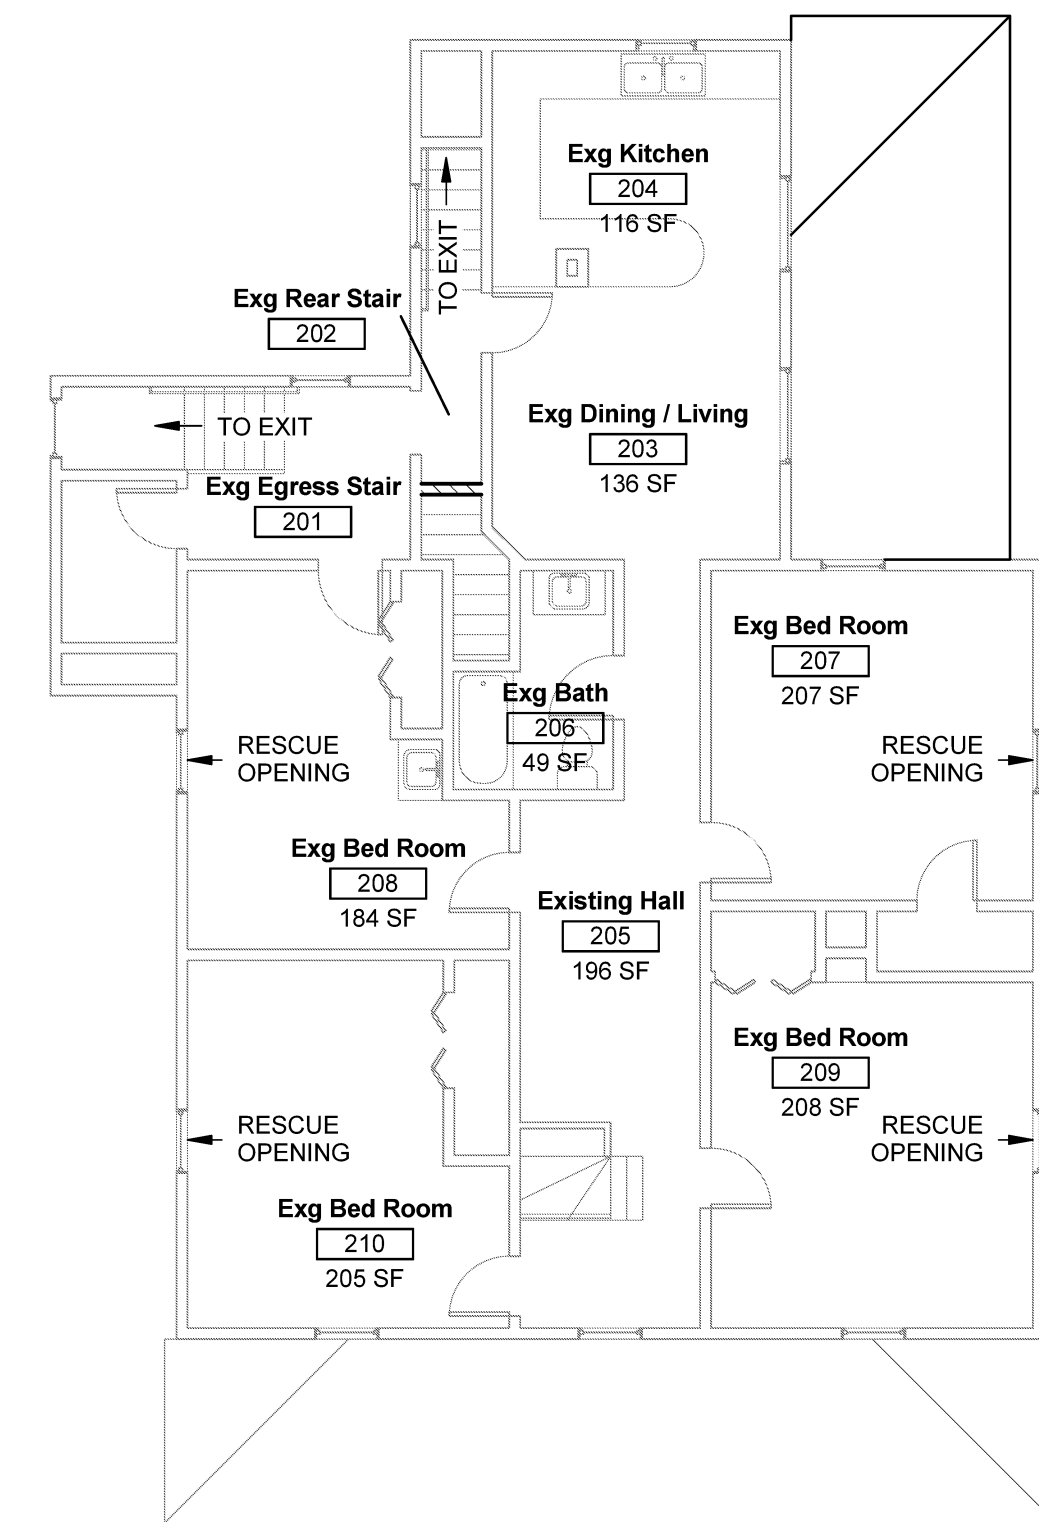 Exg Kitchen
204
116 SF
TO EXIT
Exg Rear Stair
202
Exg Dining / Living
203
136 SF
TO EXIT
Exg Egress Stair
201
Exg Bed Room
207
207 SF
Exg Bath
206
49 SF
RESCUE
OPENING
RESCUE
OPENING
Exg Bed Room
208
184 SF
Existing Hall
205
196 SF
Exg Bed Room
209
208 SF
RESCUE
OPENING
RESCUE
OPENING
Exg Bed Room
210
205 SF